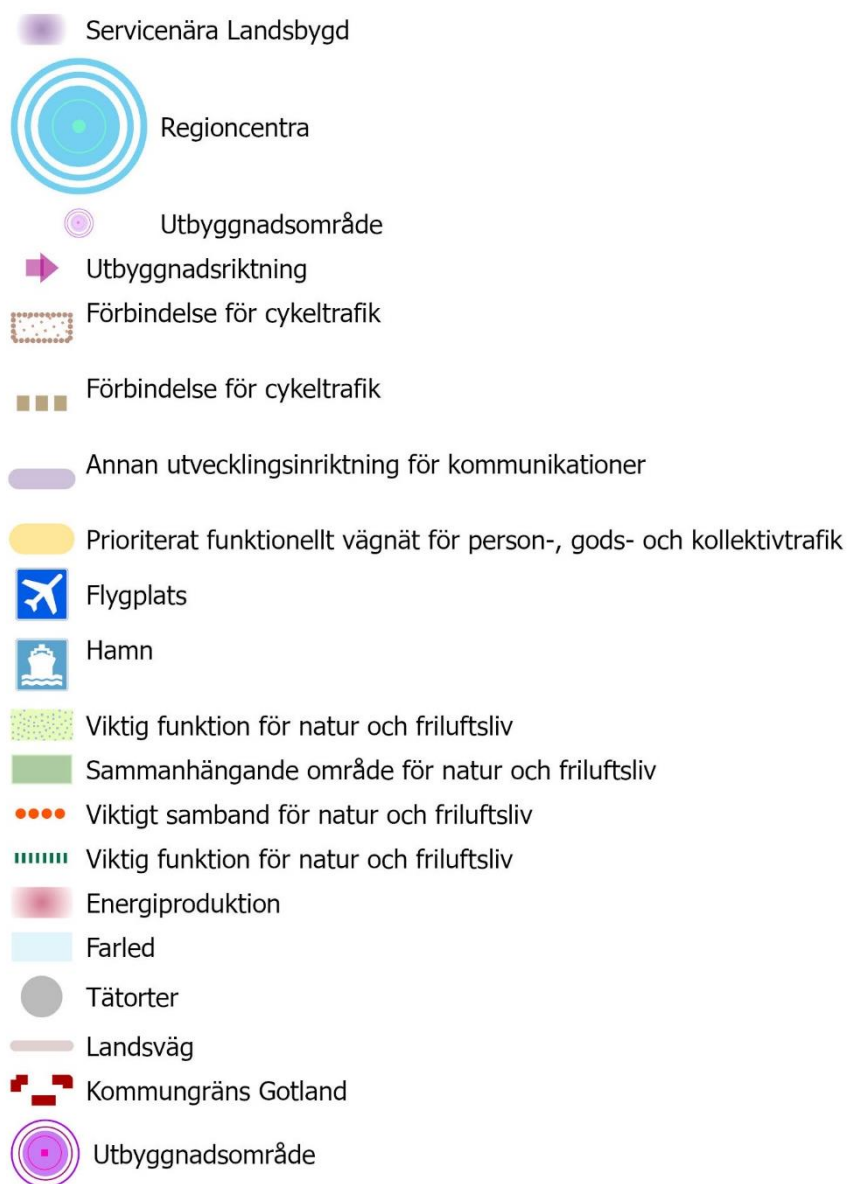 Servicenära Landsbygd
Regioncentra
Utbyggnadsområde
Utbyggnadsriktning
Förbindelse för cykeltrafik
Förbindelse för cykeltrafik
Annan utvecklingsinriktning för kommunikationer
Prioriterat funktionellt vägnät för person-, gods- och kollektivtrafik
Flygplats
Hamn
Viktig funktion för natur och friluftsliv
Sammanhängande område för natur och friluftsliv
Viktigt samband för natur och friluftsliv
Viktig funktion för natur och friluftsliv
Energiproduktion
Farled
Tätorter
Landsväg
Kommungräns Gotland
Utbyggnadsområde